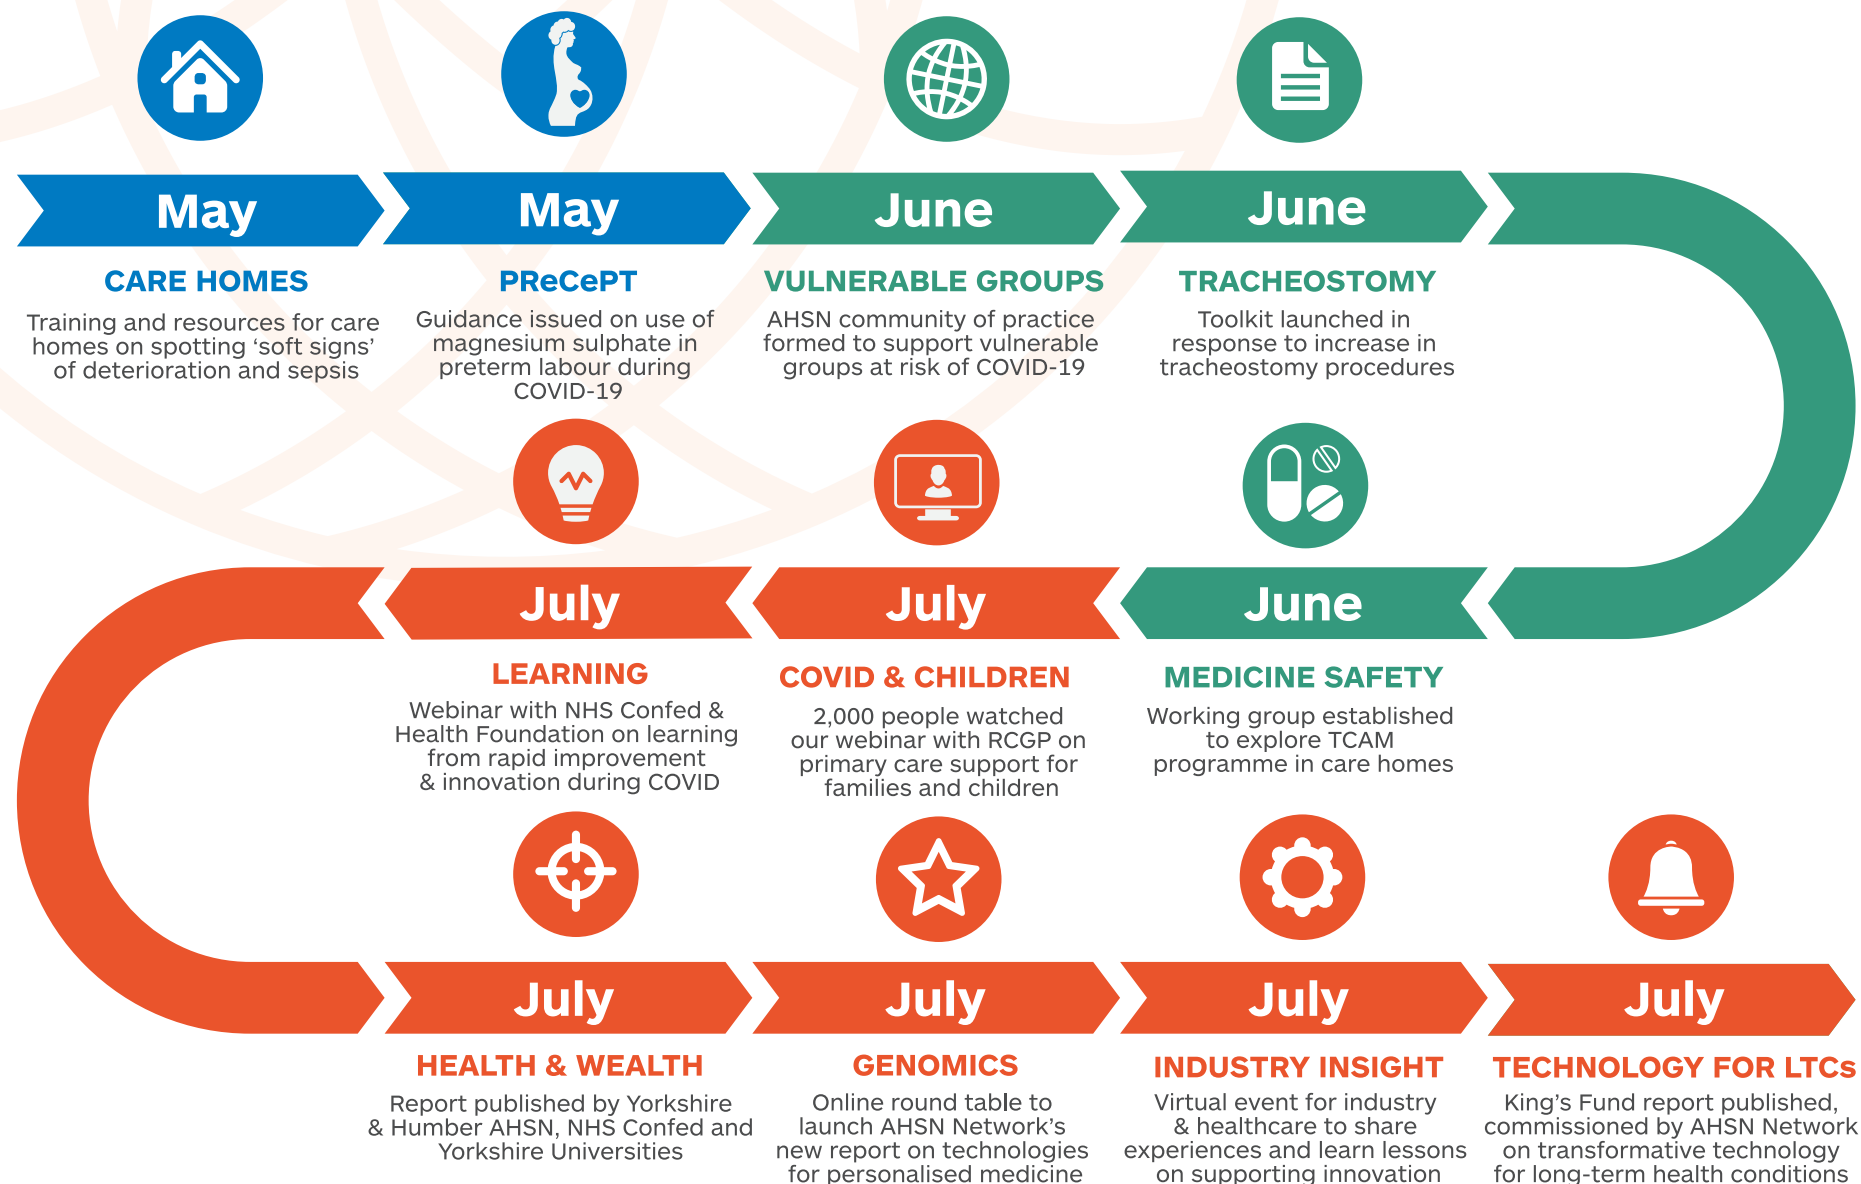 May
CARE HOMES
Training and resources for care
homes on spotting ‘soft signs’
of deterioration and sepsis
May
PReCePT
Guidance issued on use of
magnesium sulphate in
preterm labour during
COVID-19
June
VULNERABLE GROUPS
AHSN community of practice
formed to support vulnerable
groups at risk of COVID-19
June
TRACHEOSTOMY
Toolkit launched in
response to increase in
tracheostomy procedures
June
MEDICINE SAFETY
Working group established
to explore TCAM
programme in care homes
July
COVID & CHILDREN
2,000 people watched
our webinar with RCGP on
primary care support for
families and children
July
LEARNING
Webinar with NHS Confed &
Health Foundation on learning
from rapid improvement
& innovation during COVID
July
HEALTH & WEALTH
Report published by Yorkshire
& Humber AHSN, NHS Confed and
Yorkshire Universities
July
GENOMICS
Online round table to
launch AHSN Network’s
new report on technologies
for personalised medicine
July
INDUSTRY INSIGHT
Virtual event for industry
& healthcare to share
experiences and learn lessons
on supporting innovation
July
TECHNOLOGY FOR LTCs
King’s Fund report published,
commissioned by AHSN Network
on transformative technology
for long-term health conditions